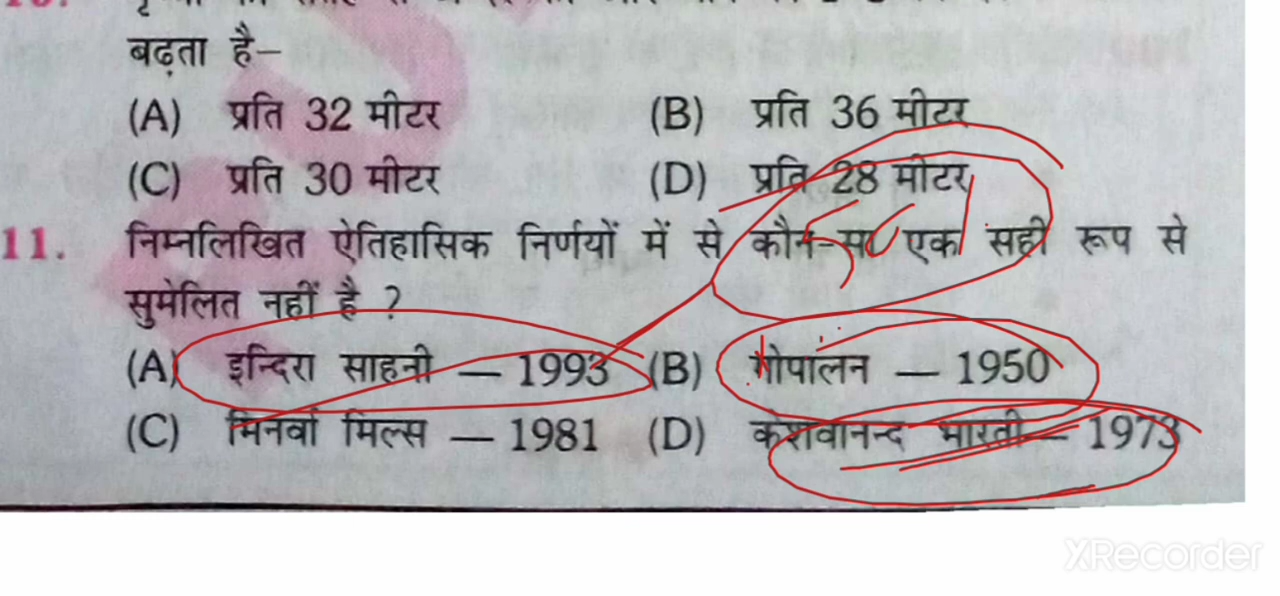 बढ़ता है–
(A) प्रति 32 मीटर (B) प्रति 36 मीटर
(C) प्रति 30 मीटर (D) प्रति 28 मीटर
11. निम्नलिखित ऐतिहासिक निर्णयों में से कौन-सा एक सही रूप से
सुमेलित नहीं है ?
(A) इन्दिरा साहनी — 1993 (B) गोपालन — 1950
(C) मिनर्वा मिल्स — 1981 (D) केशवानन्द भारती — 1973
XRecorder